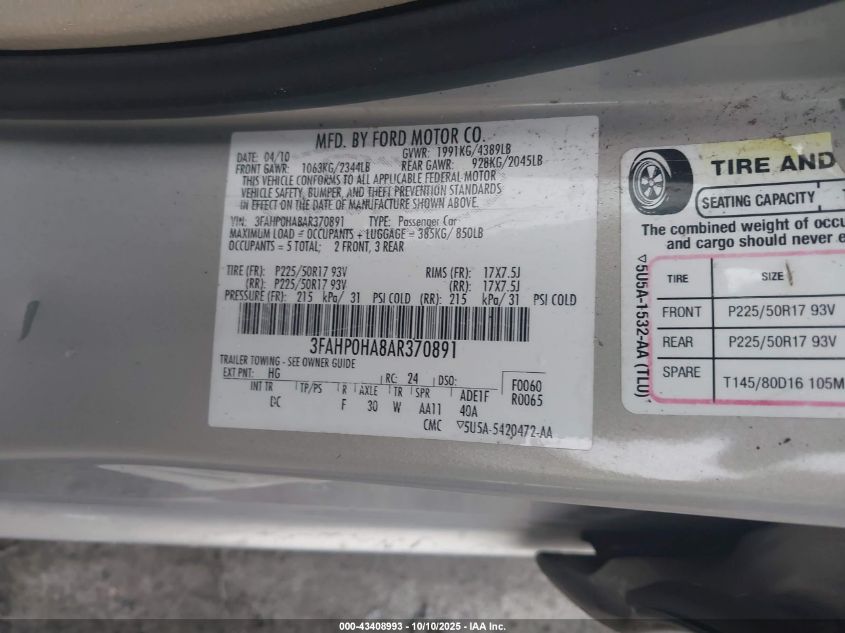 MFD. BY FORD MOTOR CO.
DATE: 04/10 GVWR: 1991KG/4389LB
FRONT GAWR: 1063KG/2344LB REAR GAWR: 928KG/2045LB
THIS VEHICLE CONFORMS TO ALL APPLICABLE FEDERAL MOTOR
VEHICLE SAFETY, BUMPER, AND THEFT PREVENTION STANDARDS
IN EFFECT ON THE DATE OF MANUFACTURE SHOWN ABOVE.
VIN: 3FAHP0HA8AR370891 TYPE: Passenger Car
MAXIMUM LOAD = OCCUPANTS + LUGGAGE = 385KG/ 850LB
OCCUPANTS = 5 TOTAL; 2 FRONT, 3 REAR
TIRE (FR): P225/50R17 93V RIMS (FR): 17X7.5J
(RR): P225/50R17 93V (RR): 17X7.5J
PRESSURE (FR): 215 kPa/ 31 PSI COLD (RR): 215 kPa/ 31 PSI COLD
3FAHP0HA8AR370891
TRAILER TOWING - SEE OWNER GUIDE
EXT PNT: HG RC: 24 DSO: F0060
INT TR TP/PS R AXLE TR SPR ADE1F R0065
DC F 30 W AA11 40A
CMC ▽5U5A-5420472-AA
TIRE AND
SEATING CAPACITY
The combined weight of occu
and cargo should never e
TIRE SIZE
FRONT P225/50R17 93V
REAR P225/50R17 93V
SPARE T145/80D16 105M
▽5U5A-1532-AA (TLU)
000-43408993 - 10/10/2025 - ©2025 IAA, Inc.